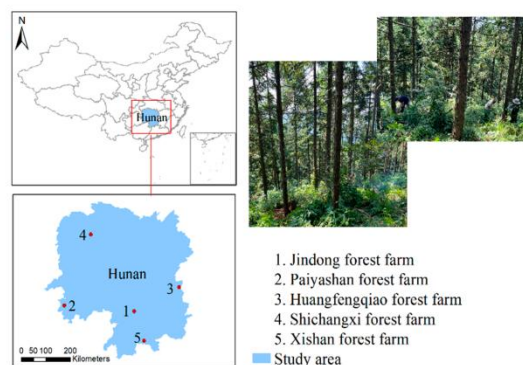 N
Hunan
4
Hunan
3
2
1
5
0 50 100 200
Kilometers
1. Jindong forest farm
2. Paiyashan forest farm
3. Huangfengqiao forest farm
4. Shichangxi forest farm
5. Xishan forest farm
Study area